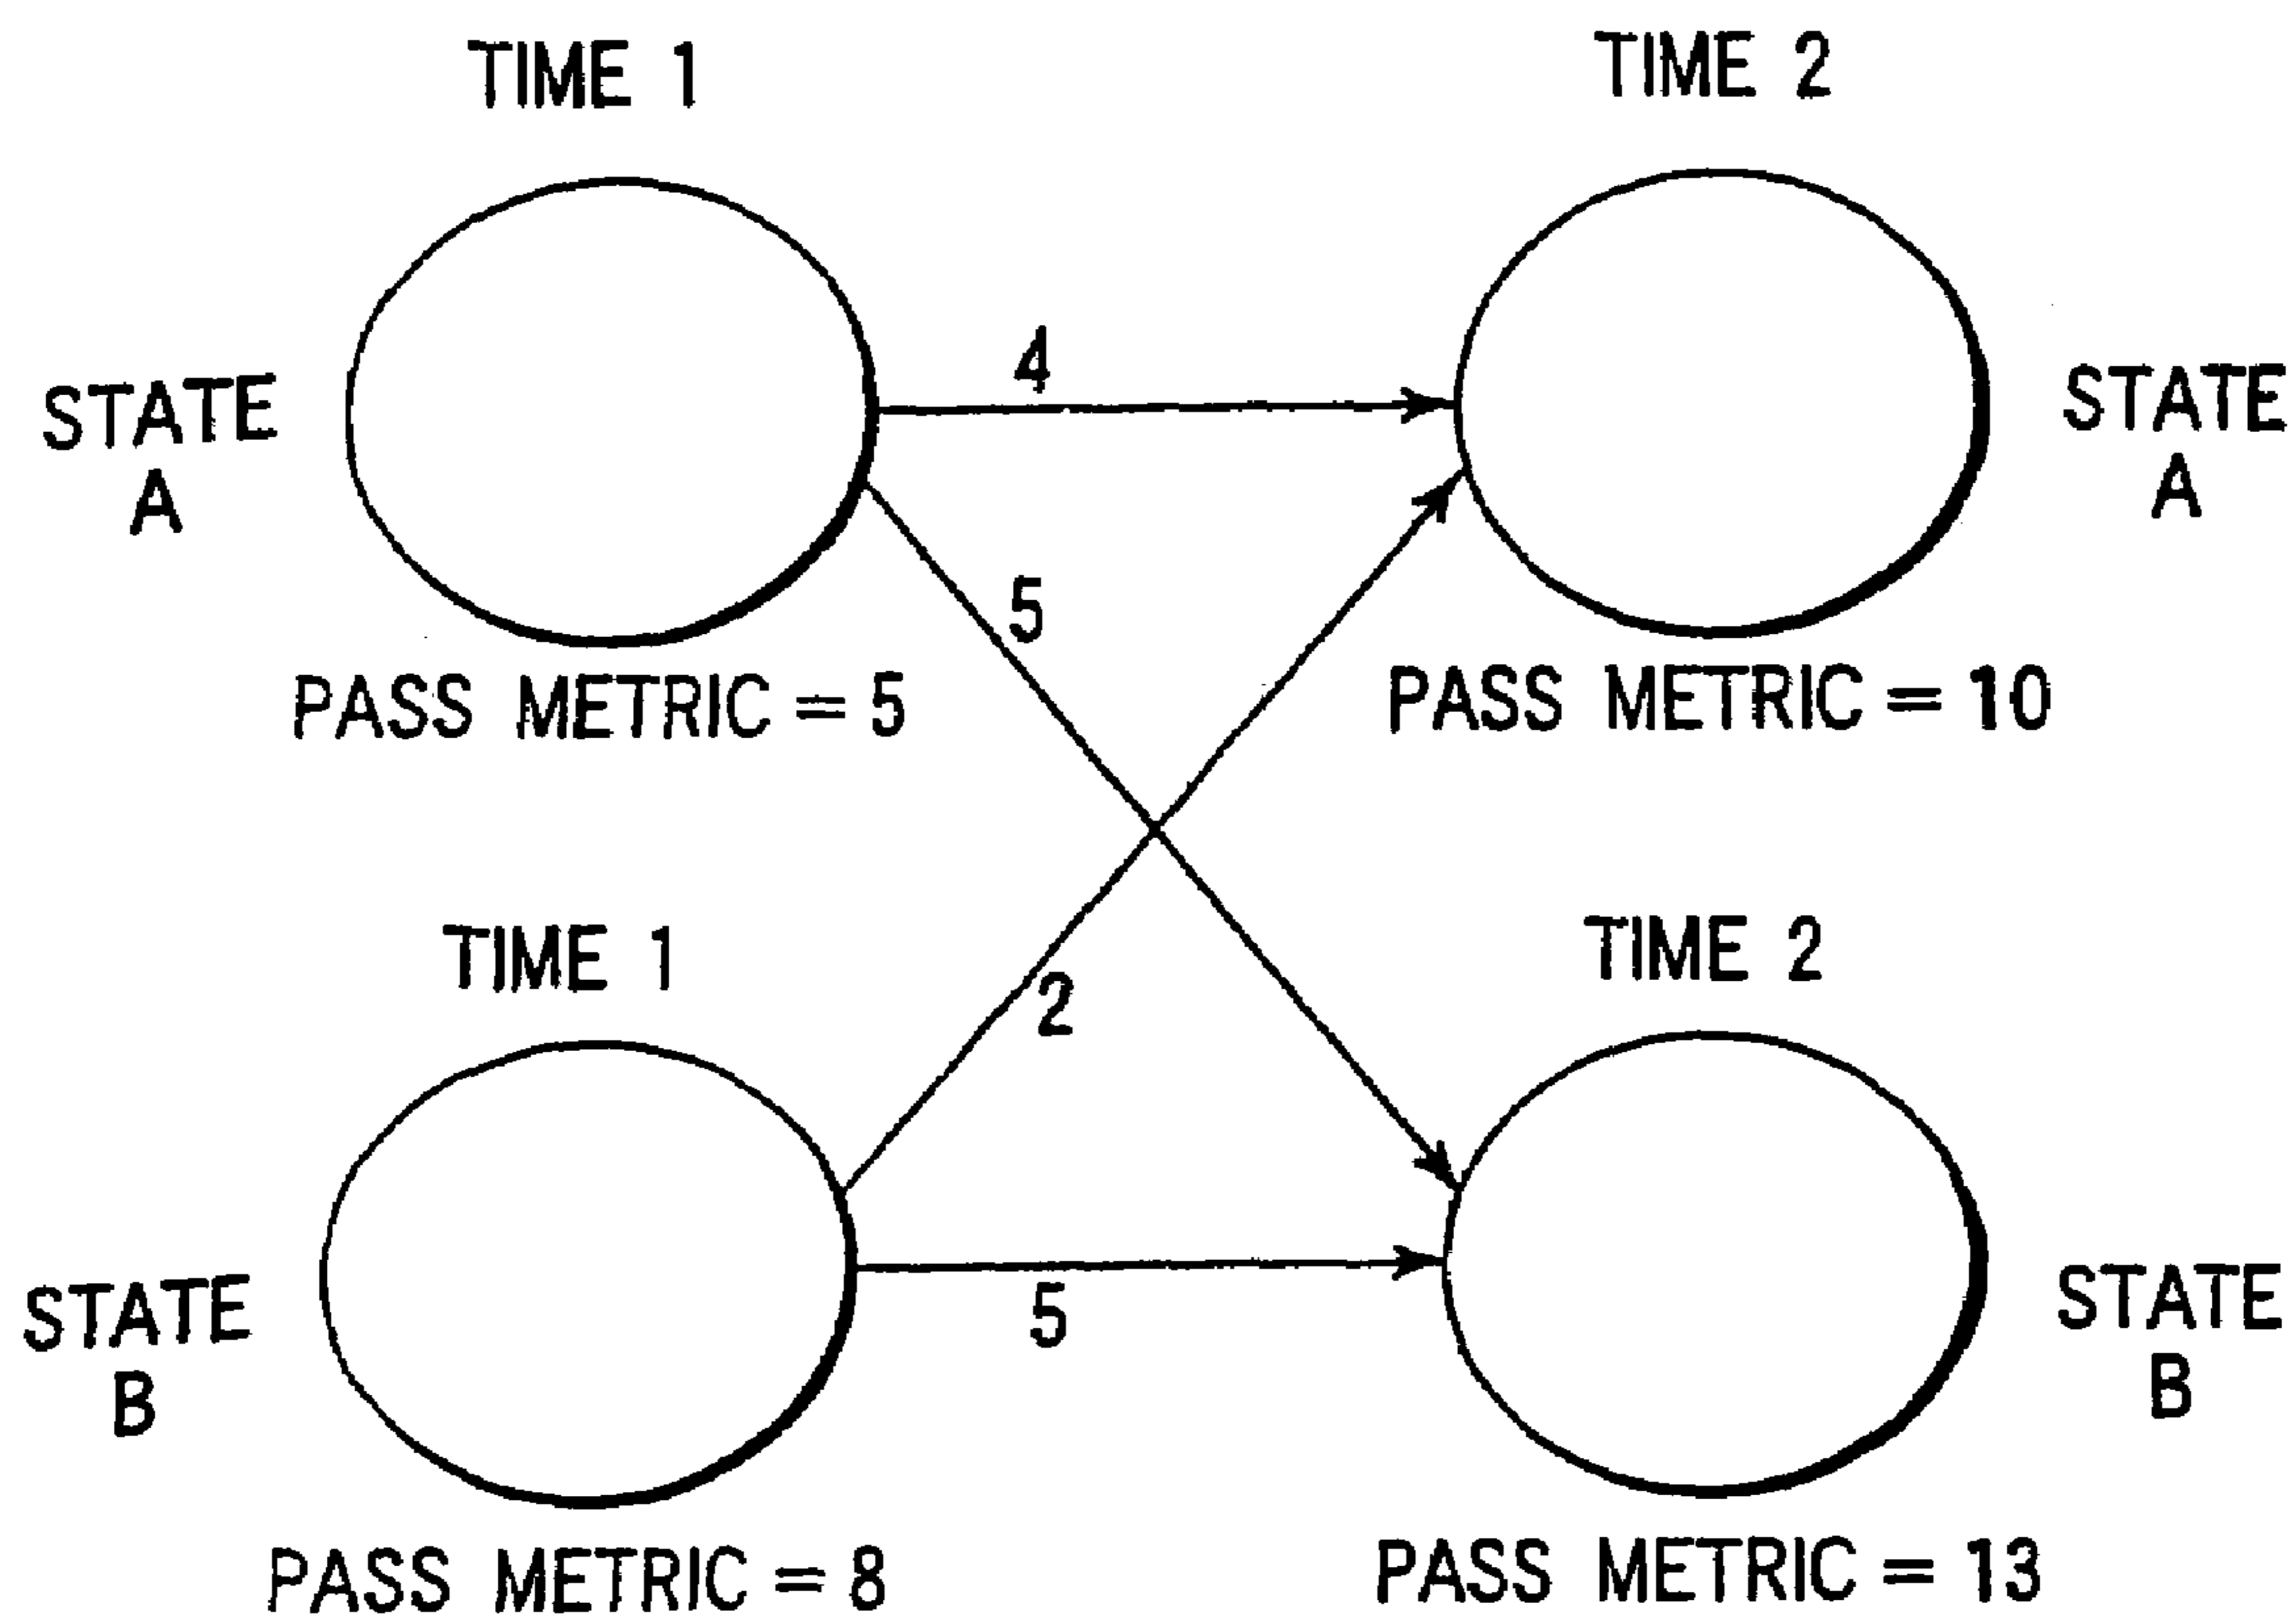 TIME 1
TIME 2
4
STATE
A
STATE
A
5
PASS METRIC = 5
PASS METRIC = 10
TIME 1
TIME 2
2
STATE
B
5
STATE
B
PASS METRIC = 8
PASS METRIC = 13